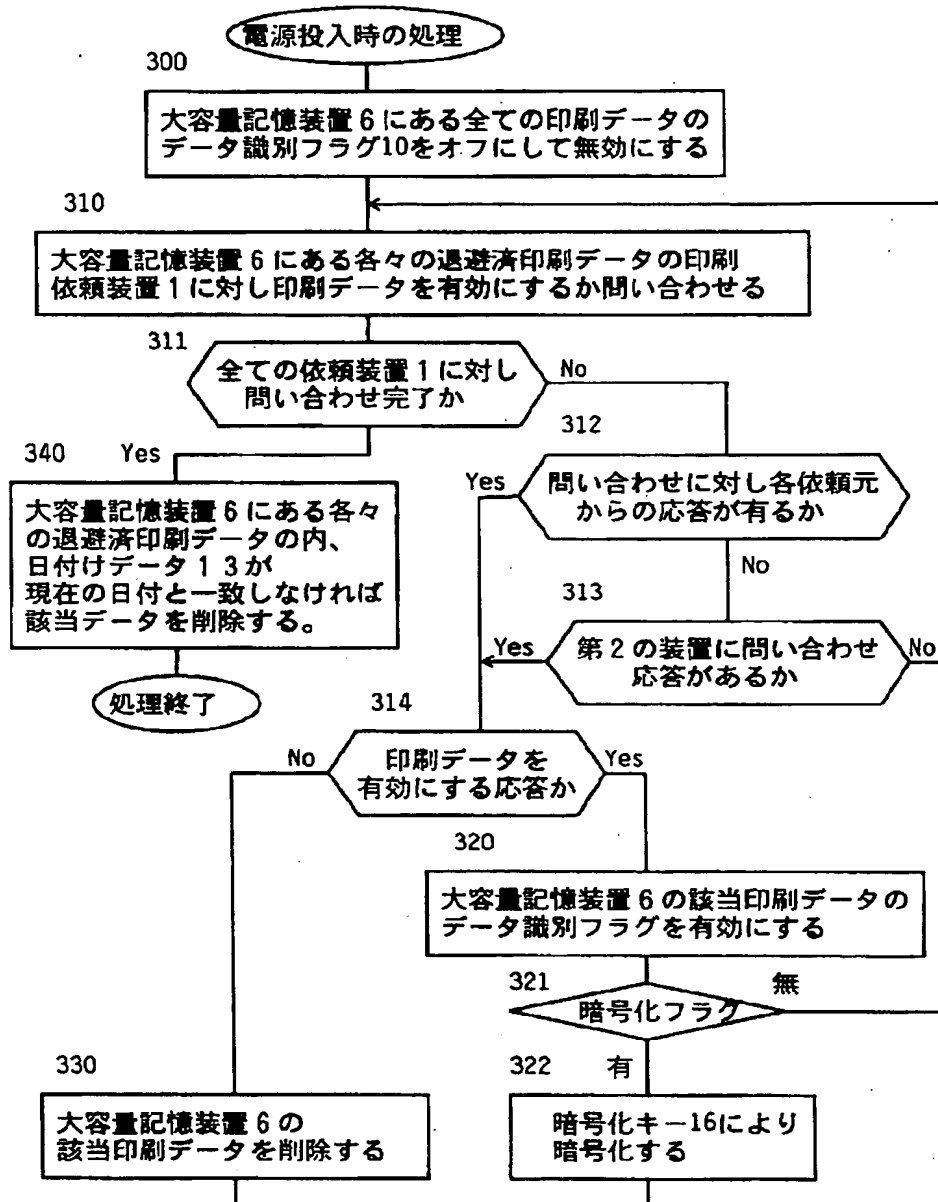 電源投入時の処理
300
大容量記憶装置6にある全ての印刷データの
データ識別フラグ10をオフにして無効にする
310
大容量記憶装置6にある各々の退避済印刷データの印刷
依頼装置1に対し印刷データを有効にするか問い合わせる
311
全ての依頼装置1に対し
問い合わせ完了か
No
312
340
Yes
Yes
問い合わせに対し各依頼元
からの応答が有るか
大容量記憶装置6にある各々
の退避済印刷データの内、
日付けデータ13が
現在の日付と一致しなければ
該当データを削除する。
No
313
Yes
第2の装置に問い合わせ
応答があるか
No
処理終了
314
No
印刷データを
有効にする応答か
Yes
320
大容量記憶装置6の該当印刷データの
データ識別フラグを有効にする
321
暗号化フラグ
無
330
322
有
大容量記憶装置6の
該当印刷データを削除する
暗号化キー16により
暗号化する